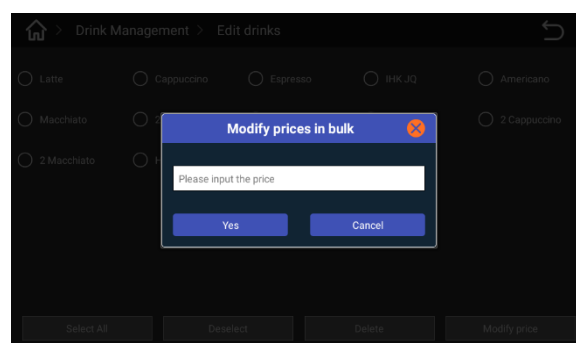 > Drink Management > Edit drinks
Latte Cappuccino Espresso IHK JQ Americano
Macchiato 2 Cappuccino
Modify prices in bulk
2 Macchiato H
Please input the price
Yes Cancel
Select All Deselect Delete Modify price